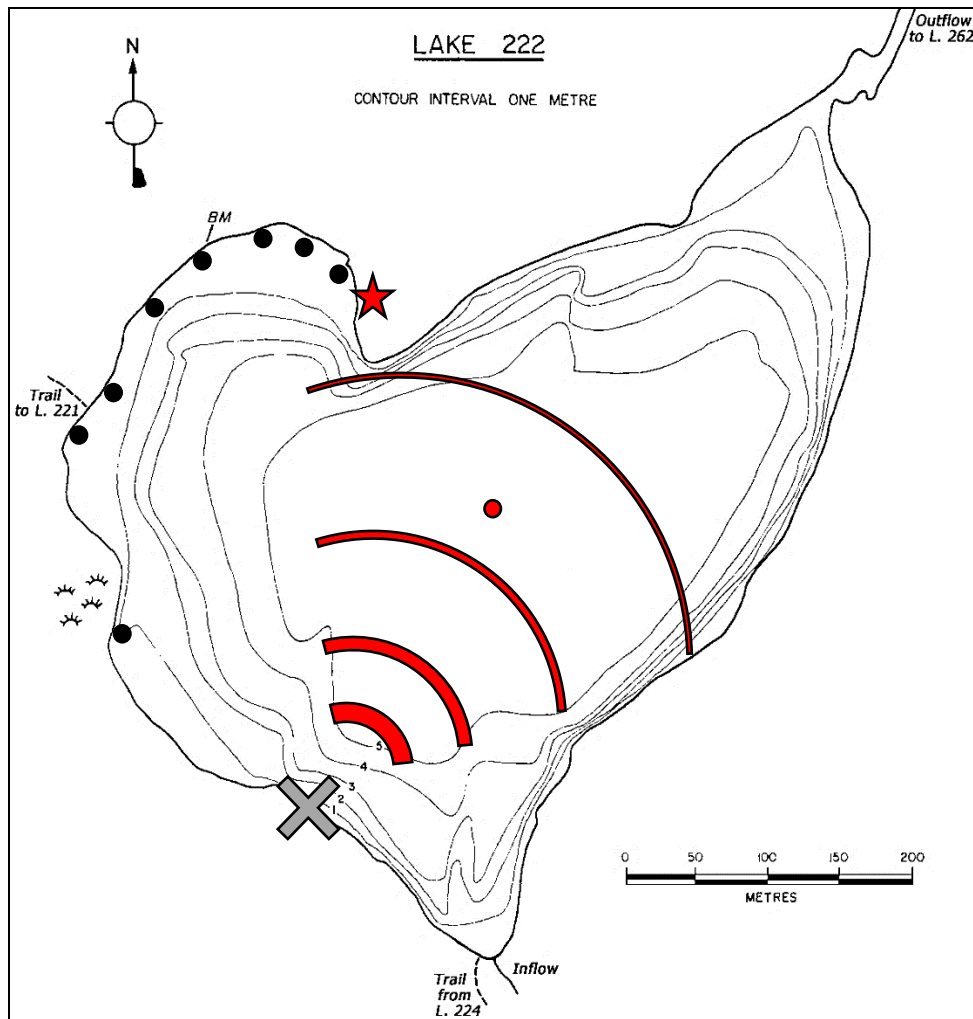 LAKE 222
CONTOUR INTERVAL ONE METRE
N
Outflow
to L. 262
BM
Trail
to L. 221
5
4
3
2
1
0 50 100 150 200
METRES
Inflow
Trail
from
L. 224